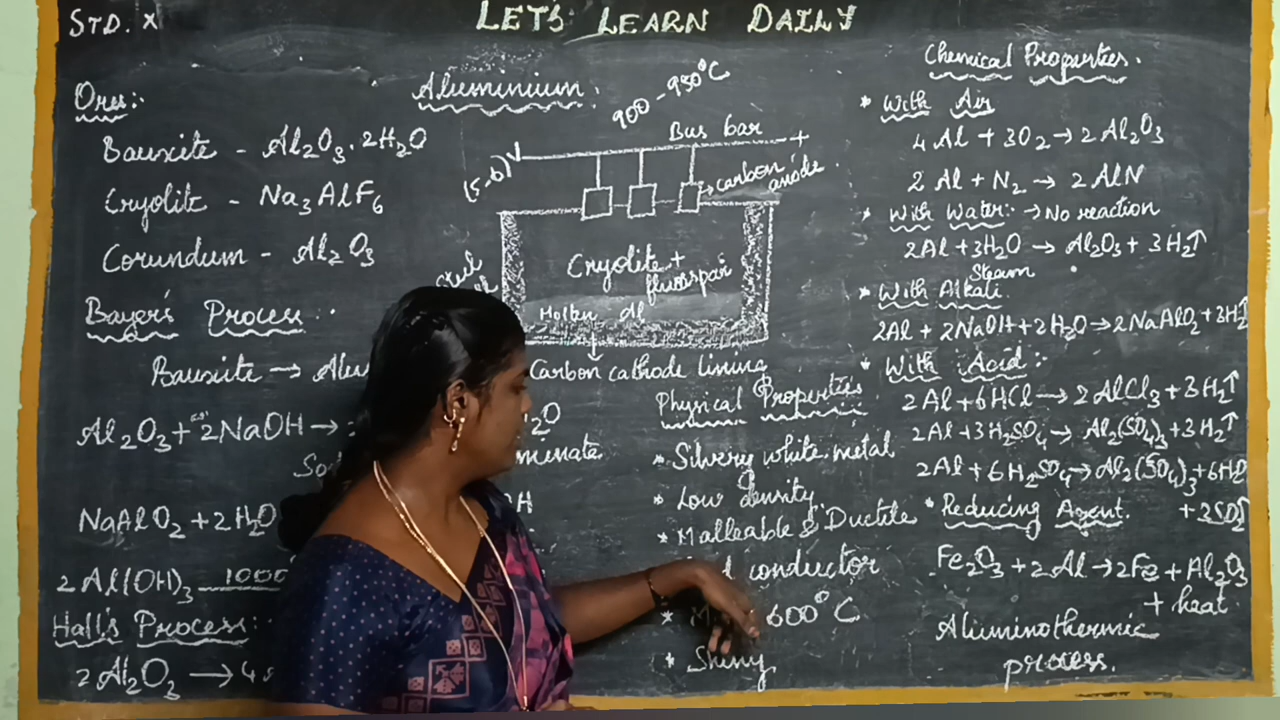 STD. X
LET'S LEARN DAILY
Aluminium:
Ores:-
Bauxite - Al₂O₃·2H₂O
Cryolite - Na₃AlF₆
Corundum - Al₂O₃
Bayer's Process:-
Bauxite →
Al₂O₃ + 2NaOH →
NaAlO₂ + 2H₂O
2Al(OH)₃ 1000
Hall's Process:-
2Al₂O₃ → 4
900 - 950°C
Bus bar +
(5-6)V
→ carbon anode
Cryolite + fluospar
Molten Al
Carbon cathode lining
Physical Properties
* Silvery white metal
* Low density
* Malleable & Ductile
conductor
* 600°C
* Shiny
Chemical Properties.
* With Air
4Al + 3O₂ → 2Al₂O₃
2Al + N₂ → 2AlN
* With Water:- → No reaction
2Al + 3H₂O → Al₂O₃ + 3H₂↑
Steam
* With Alkali
2Al + 2NaOH + 2H₂O → 2NaAlO₂ + 3H₂↑
* With Acid:-
2Al + 6HCl → 2AlCl₃ + 3H₂↑
2Al + 3H₂SO₄ → Al₂(SO₄)₃ + 3H₂↑
2Al + 6H₂SO₄ → Al₂(SO₄)₃ + 6H₂O
+ 3SO₂↑
* Reducing Agent.
Fe₂O₃ + 2Al → 2Fe + Al₂O₃
+ heat
Aluminothermic
process.